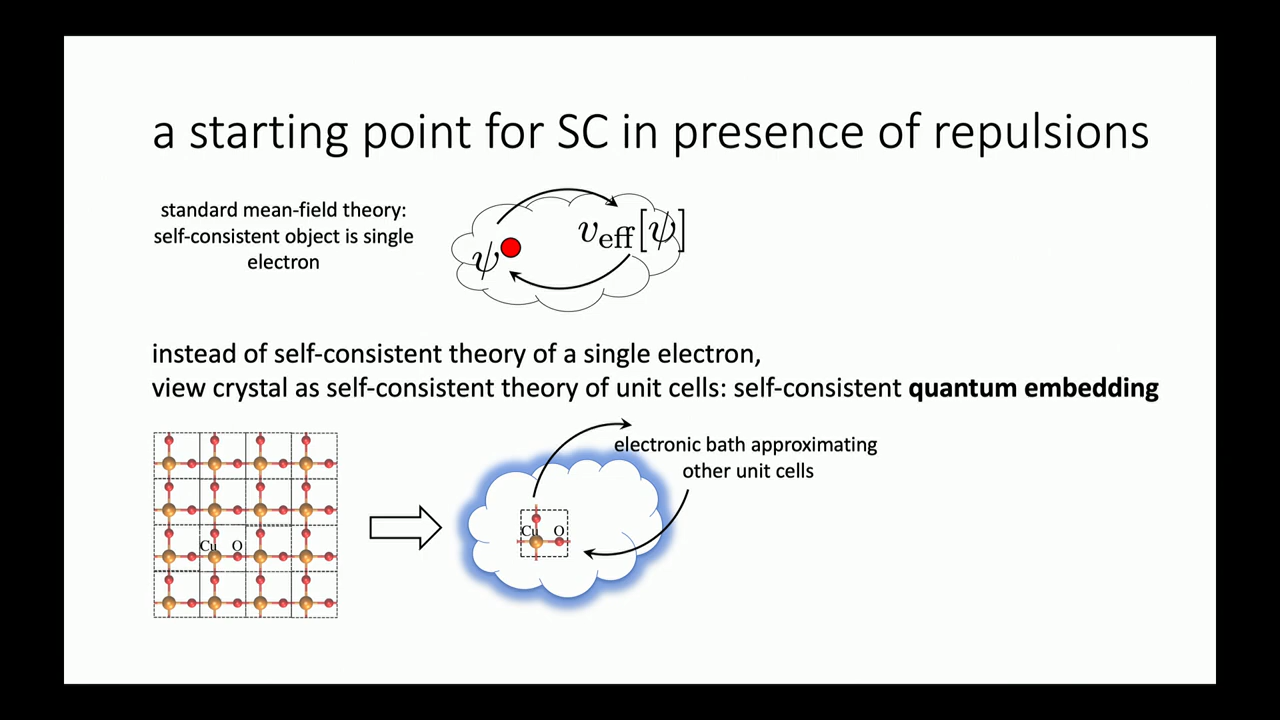 a starting point for SC in presence of repulsions
standard mean-field theory:
self-consistent object is single
electron
ψ
v_eff[ψ]
instead of self-consistent theory of a single electron,
view crystal as self-consistent theory of unit cells: self-consistent quantum embedding
Cu O
electronic bath approximating
other unit cells
Cu O